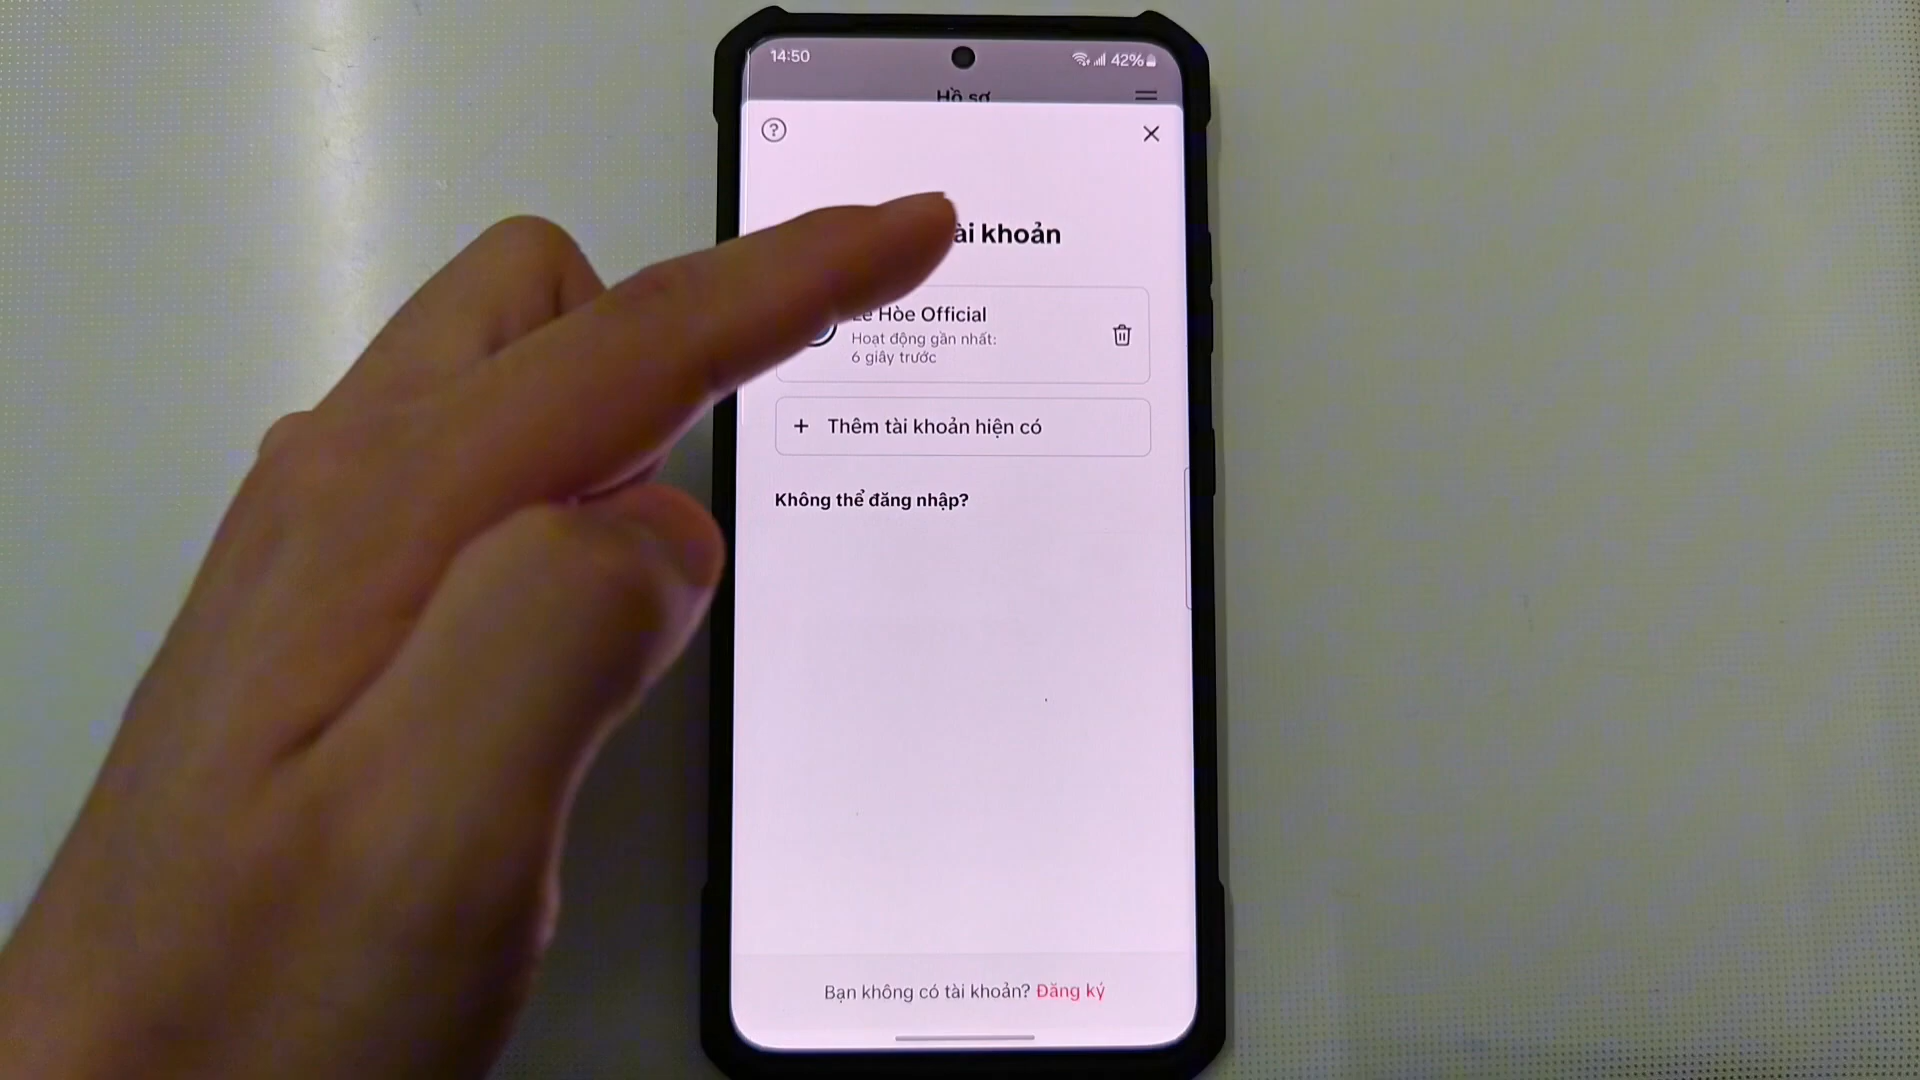 14:50
42%
Hồ sơ
?
ài khoản
Lê Hòe Official
Hoạt động gần nhất:
6 giây trước
+ Thêm tài khoản hiện có
Không thể đăng nhập?
Bạn không có tài khoản? Đăng ký